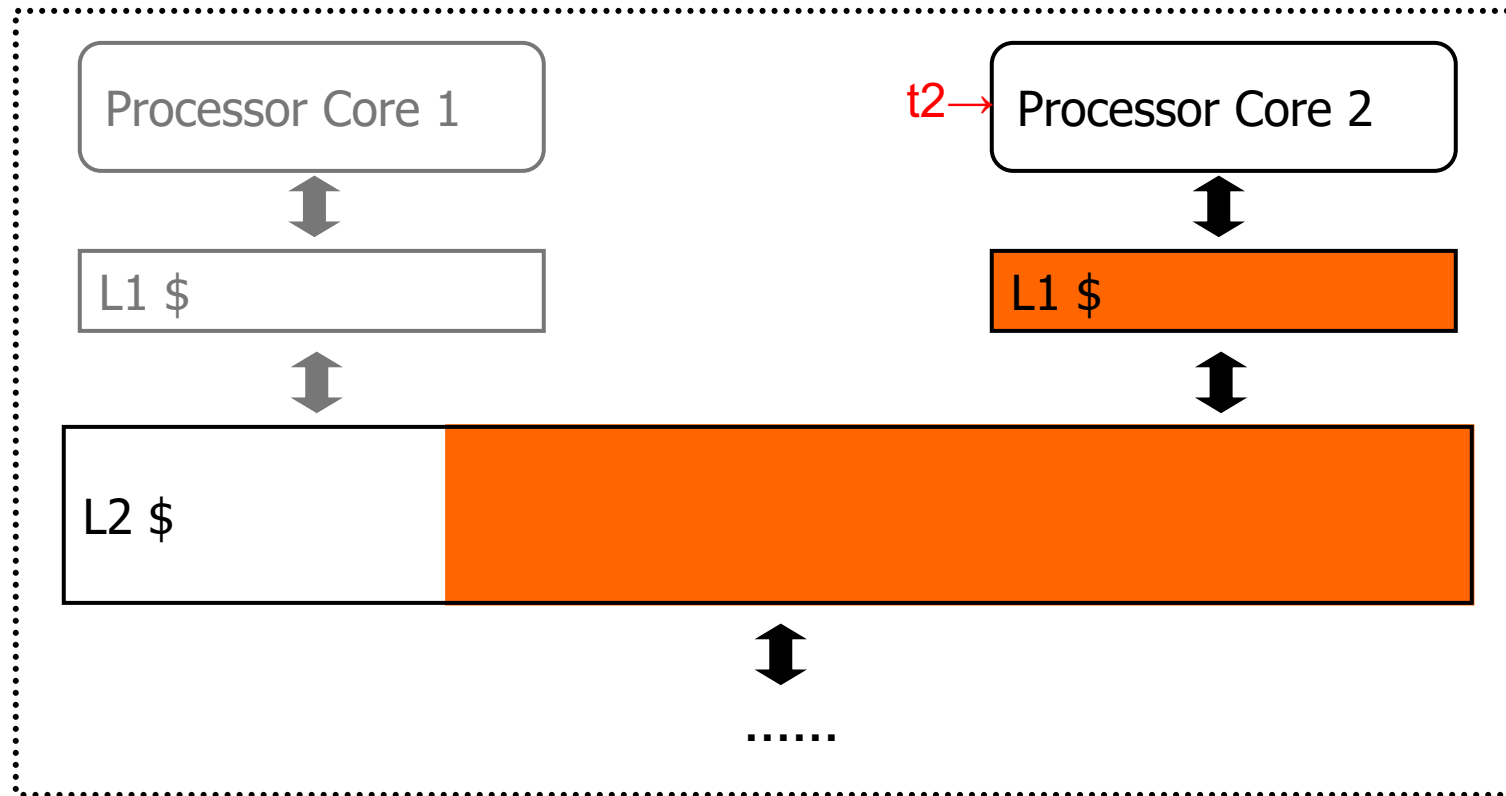 Processor Core 1
t2→
Processor Core 2
L1 $
L1 $
L2 $
......